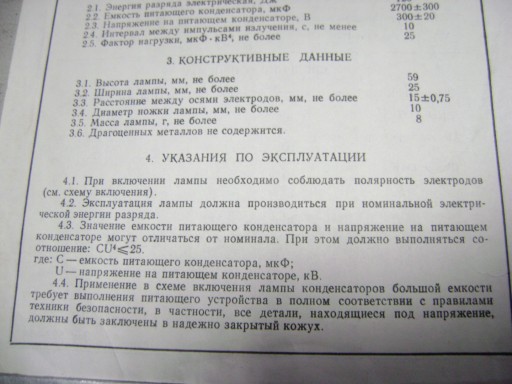 2.1. Энергия разряда электрическая, Дж
2.2. Емкость питающего конденсатора, мкФ 2700±300
2.3. Напряжение на питающем конденсаторе, В 300±20
2.4. Интервал между импульсами излучения, с, не менее 10
2.5. Фактор нагрузки, мкФ·кВ⁴, не более 25
3. КОНСТРУКТИВНЫЕ ДАННЫЕ
3.1. Высота лампы, мм, не более 59
3.2. Ширина лампы, мм, не более 25
3.3. Расстояние между осями электродов, мм, не более 15±0,75
3.4. Диаметр ножки лампы, мм, не более 10
3.5. Масса лампы, г, не более 8
3.6. Драгоценных металлов не содержится.
4. УКАЗАНИЯ ПО ЭКСПЛУАТАЦИИ
4.1. При включении лампы необходимо соблюдать полярность электродов
(см. схему включения).
4.2. Эксплуатация лампы должна производиться при номинальной электри-
ческой энергии разряда.
4.3. Значение емкости питающего конденсатора и напряжение на питающем
конденсаторе могут отличаться от номинала. При этом должно выполняться со-
отношение: CU⁴⩽25.
где: C — емкость питающего конденсатора, мкФ;
U — напряжение на питающем конденсаторе, кВ.
4.4. Применение в схеме включения лампы конденсаторов большой емкости
требует выполнения питающего устройства в полном соответствии с правилами
техники безопасности, в частности, все детали, находящиеся под напряжением,
должны быть заключены в надежно закрытый кожух.